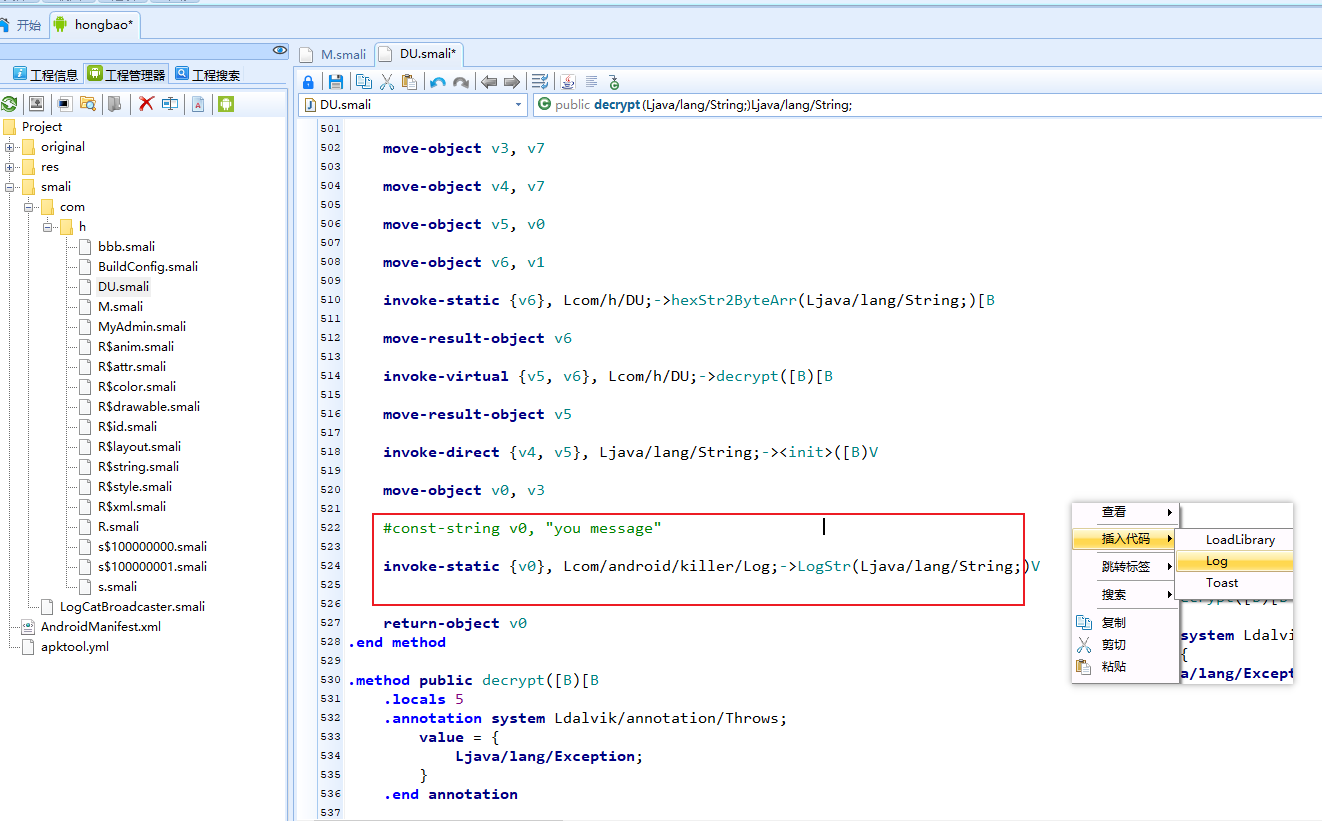 开始
hongbao*
工程信息
工程管理器
工程搜索
Project
original
res
smali
com
h
bbb.smali
BuildConfig.smali
DU.smali
M.smali
MyAdmin.smali
R$anim.smali
R$attr.smali
R$color.smali
R$drawable.smali
R$id.smali
R$layout.smali
R$string.smali
R$style.smali
R$xml.smali
R.smali
s$100000000.smali
s$100000001.smali
s.smali
LogCatBroadcaster.smali
AndroidManifest.xml
apktool.yml
M.smali
DU.smali*
DU.smali
public decrypt(Ljava/lang/String;)Ljava/lang/String;
501
502 move-object v3, v7
503
504 move-object v4, v7
505
506 move-object v5, v0
507
508 move-object v6, v1
509
510 invoke-static {v6}, Lcom/h/DU;->hexStr2ByteArr(Ljava/lang/String;)[B
511
512 move-result-object v6
513
514 invoke-virtual {v5, v6}, Lcom/h/DU;->decrypt([B)[B
515
516 move-result-object v5
517
518 invoke-direct {v4, v5}, Ljava/lang/String;-><init>([B)V
519
520 move-object v0, v3
521
522 #const-string v0, "you message"
523
524 invoke-static {v0}, Lcom/android/killer/Log;->LogStr(Ljava/lang/String;)V
525
526
527 return-object v0
528 .end method
529
530 .method public decrypt([B)[B
531 .locals 5
532 .annotation system Ldalvik/annotation/Throws;
533 value = {
534 Ljava/lang/Exception;
535 }
536 .end annotation
537
查看
插入代码
跳转标签
搜索
复制
剪切
粘贴
LoadLibrary
Log
Toast
system Ldalvi
{
a/lang/Except